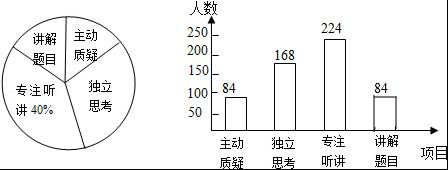 讲解
题目
主动
质疑
专注听
讲 40%
独立
思考
人数
250
200
150
100
50
84
168
224
84
主动
质疑
独立
思考
专注
听讲
讲解
题目
项目